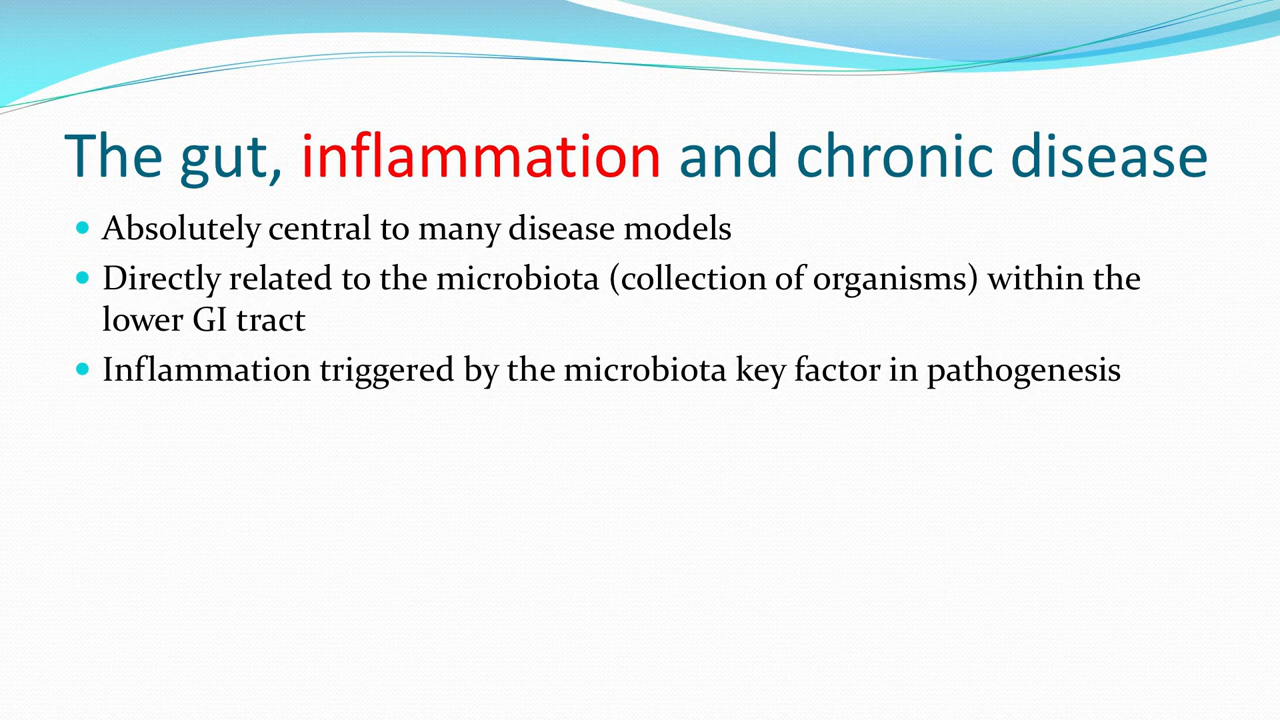 The gut, inflammation and chronic disease
Absolutely central to many disease models
Directly related to the microbiota (collection of organisms) within the
lower GI tract
Inflammation triggered by the microbiota key factor in pathogenesis